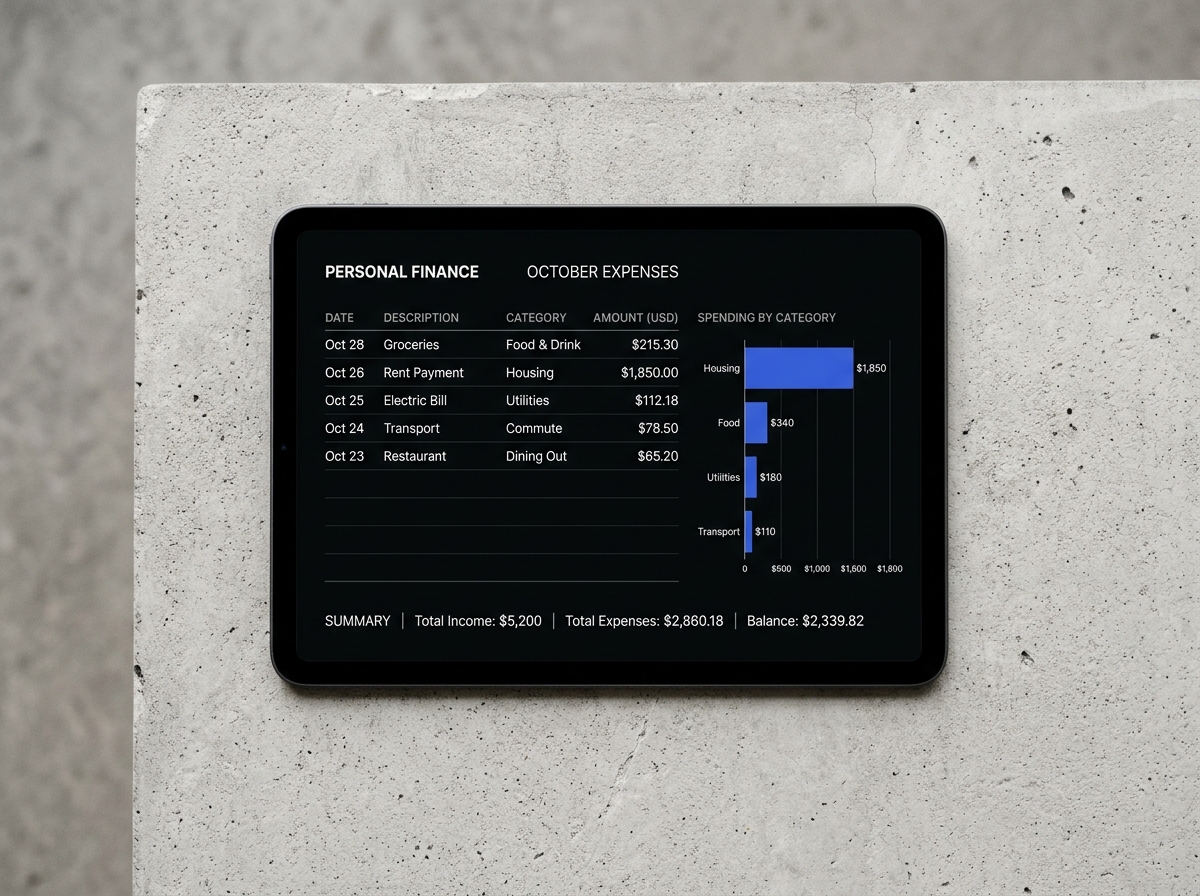 PERSONAL FINANCE OCTOBER EXPENSES
DATE DESCRIPTION CATEGORY AMOUNT (USD)
Oct 28 Groceries Food & Drink $215.30
Oct 26 Rent Payment Housing $1,850.00
Oct 25 Electric Bill Utilities $112.18
Oct 24 Transport Commute $78.50
Oct 23 Restaurant Dining Out $65.20
SPENDING BY CATEGORY
Housing $1,850
Food $340
Utilities $180
Transport $110
0 $500 $1,000 $1,600 $1,800
SUMMARY | Total Income: $5,200 | Total Expenses: $2,860.18 | Balance: $2,339.82